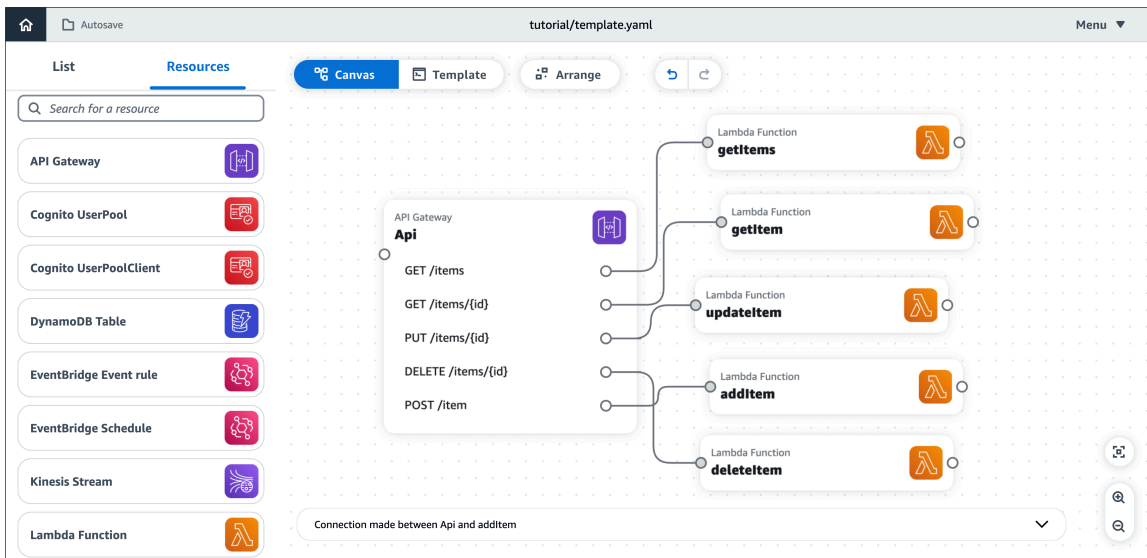 Autosave
tutorial/template.yaml
Menu
List
Resources
Canvas
Template
Arrange
Search for a resource
API Gateway
Cognito UserPool
Cognito UserPoolClient
DynamoDB Table
EventBridge Event rule
EventBridge Schedule
Kinesis Stream
Lambda Function
API Gateway
Api
GET /items
GET /items/{id}
PUT /items/{id}
DELETE /items/{id}
POST /item
Lambda Function
getItems
Lambda Function
getItem
Lambda Function
updateItem
Lambda Function
addItem
Lambda Function
deleteItem
Connection made between Api and addItem